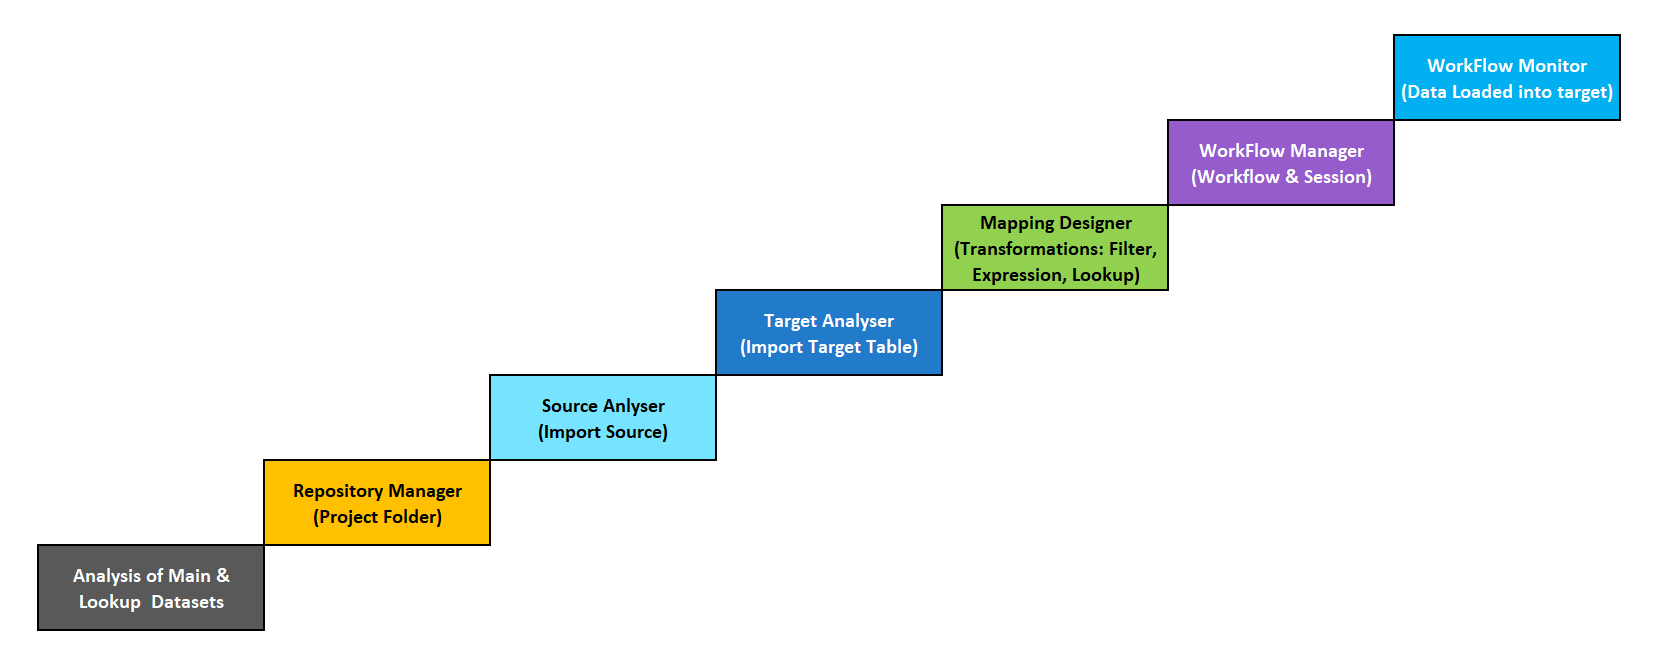 WorkFlow Monitor
(Data Loaded into target)
WorkFlow Manager
(Workflow & Session)
Mapping Designer
(Transformations: Filter,
Expression, Lookup)
Target Analyser
(Import Target Table)
Source Anlyser
(Import Source)
Repository Manager
(Project Folder)
Analysis of Main &
Lookup  Datasets